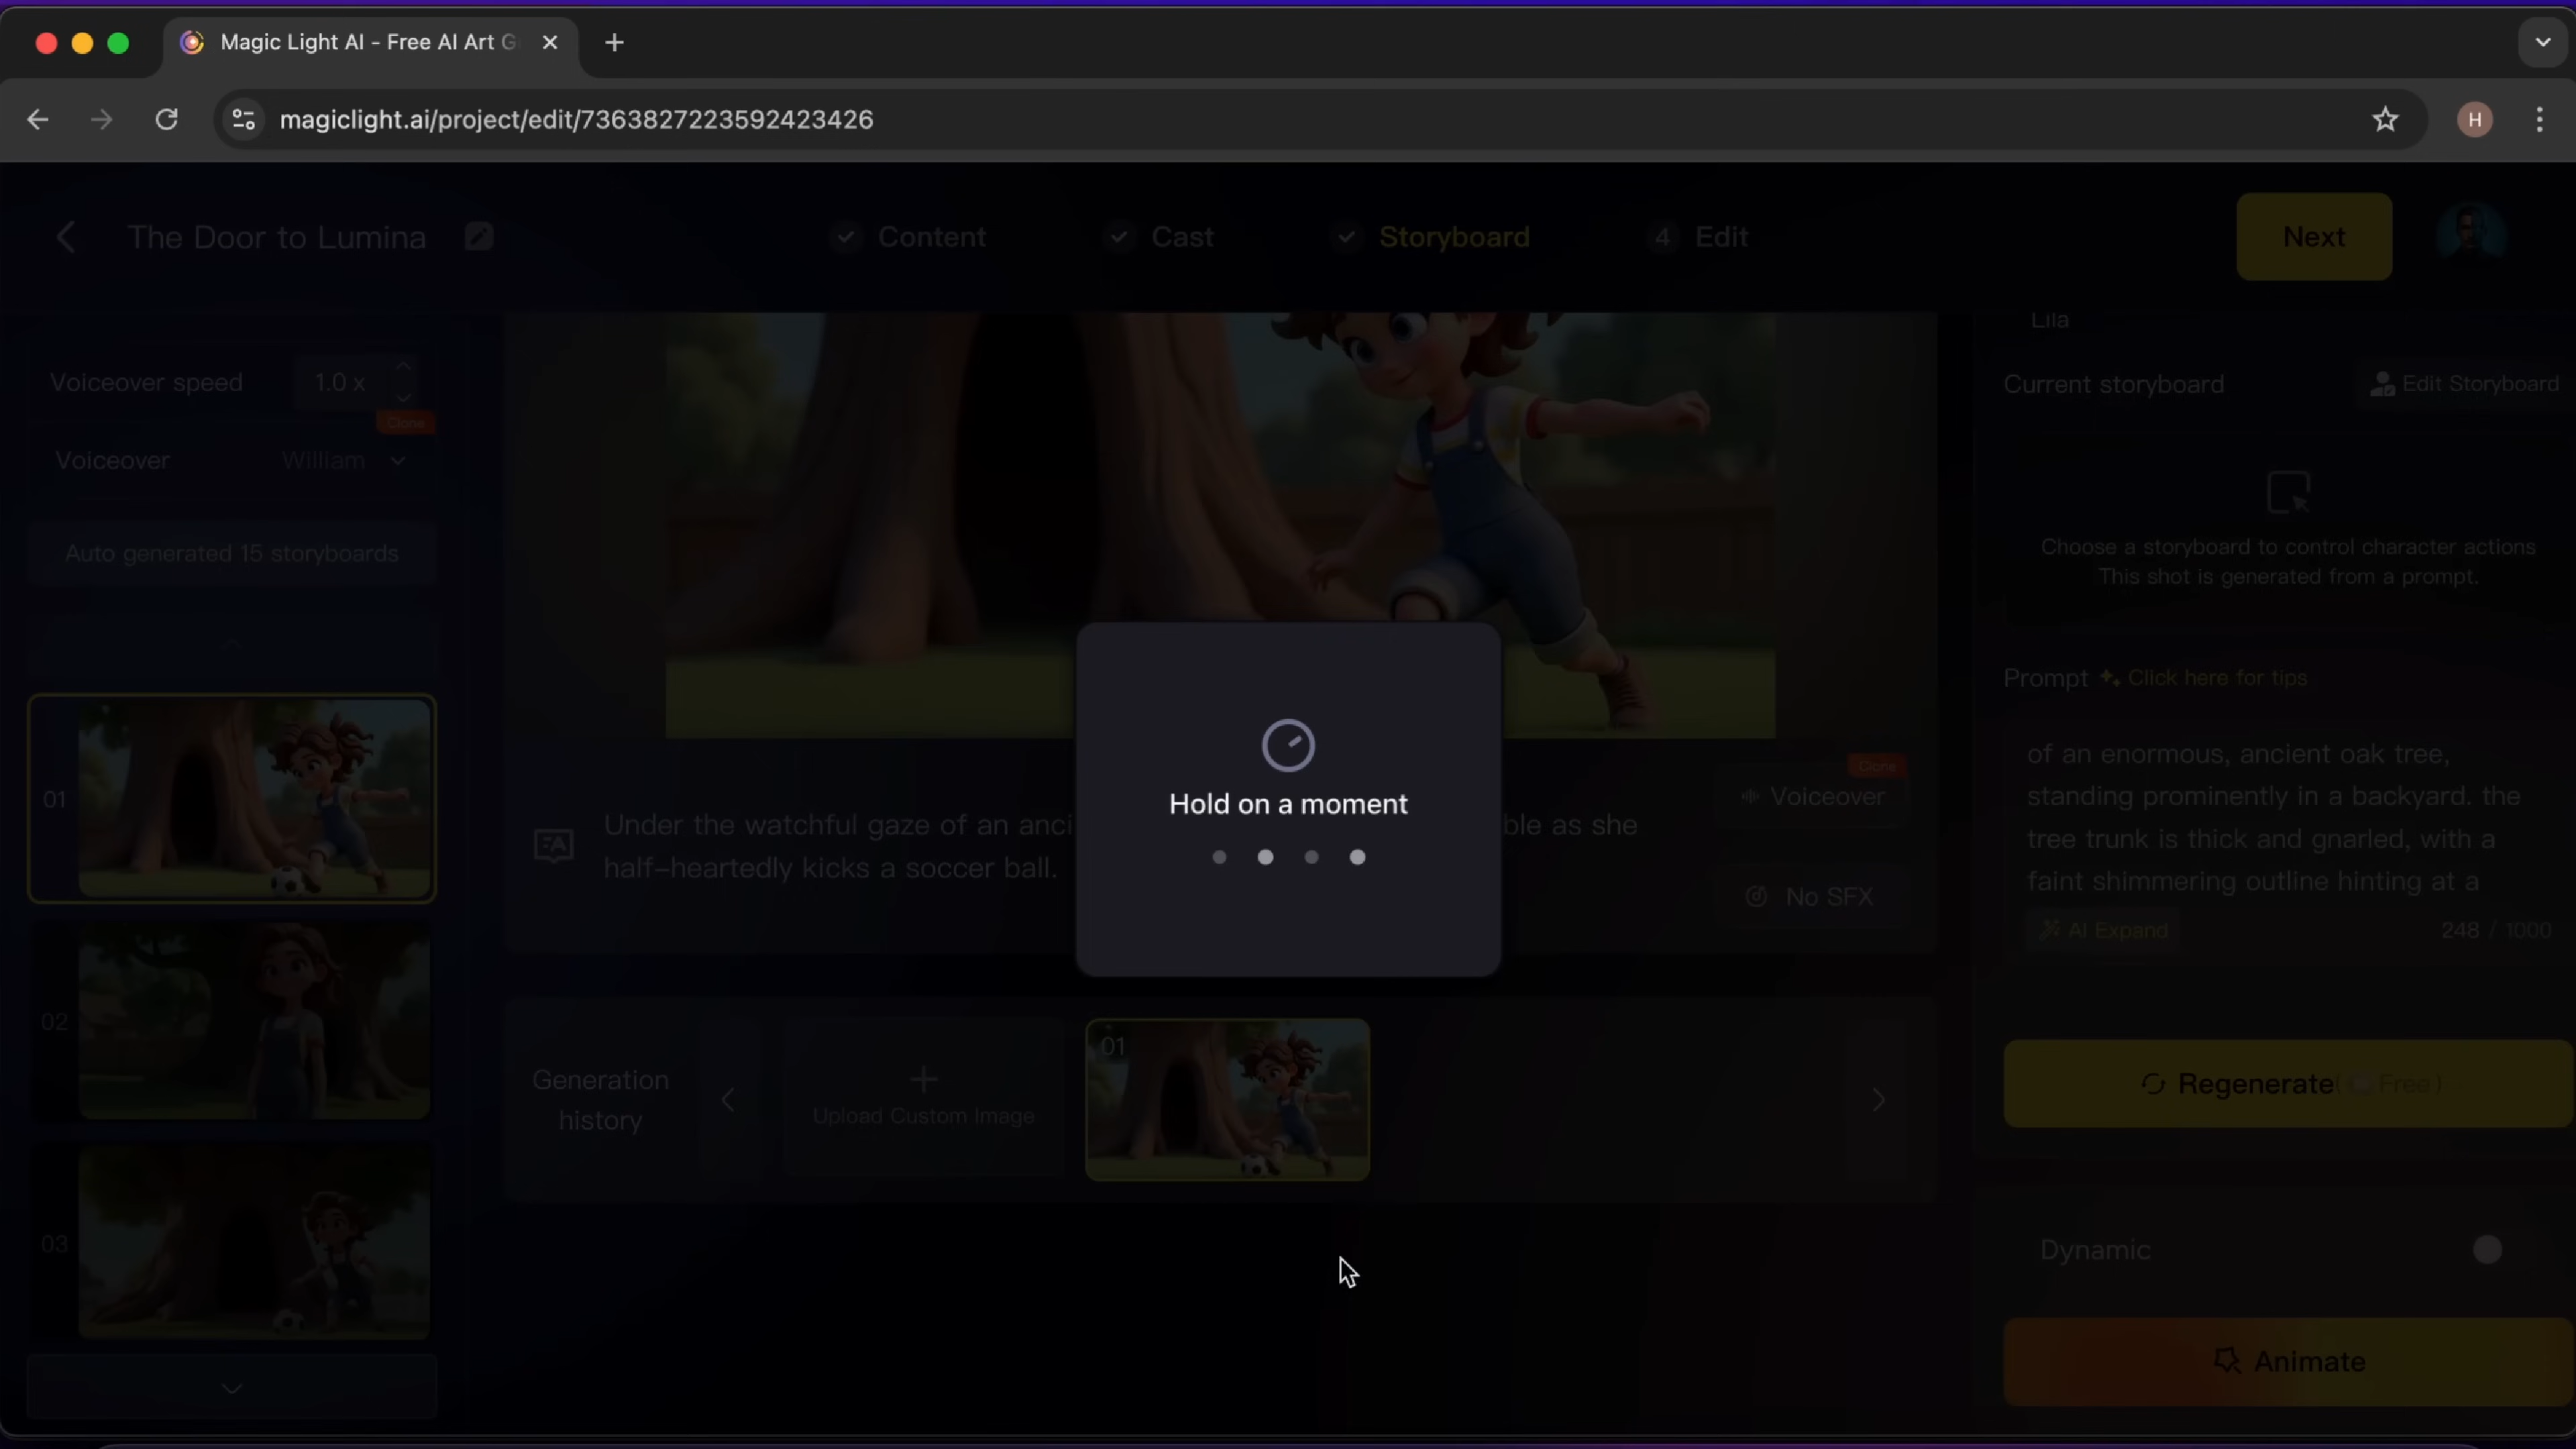 Magic Light AI - Free AI Art G
magiclight.ai/project/edit/7363827223592423426
H
The Door to Lumina
Content
Cast
Storyboard
4 Edit
Next
Voiceover speed
1.0 x
Clone
Voiceover
William
Auto generated 15 storyboards
01
02
03
Under the watchful gaze of an anci
ble as she
half-heartedly kicks a soccer ball.
Clone
Voiceover
No SFX
Hold on a moment
Generation
history
Upload Custom Image
01
Lila
Current storyboard
Edit Storyboard
Choose a storyboard to control character actions
This shot is generated from a prompt.
Prompt
Click here for tips
of an enormous, ancient oak tree,
standing prominently in a backyard. the
tree trunk is thick and gnarled, with a
faint shimmering outline hinting at a
AI Expand
248 / 1000
Regenerate( Free )
Dynamic
Animate